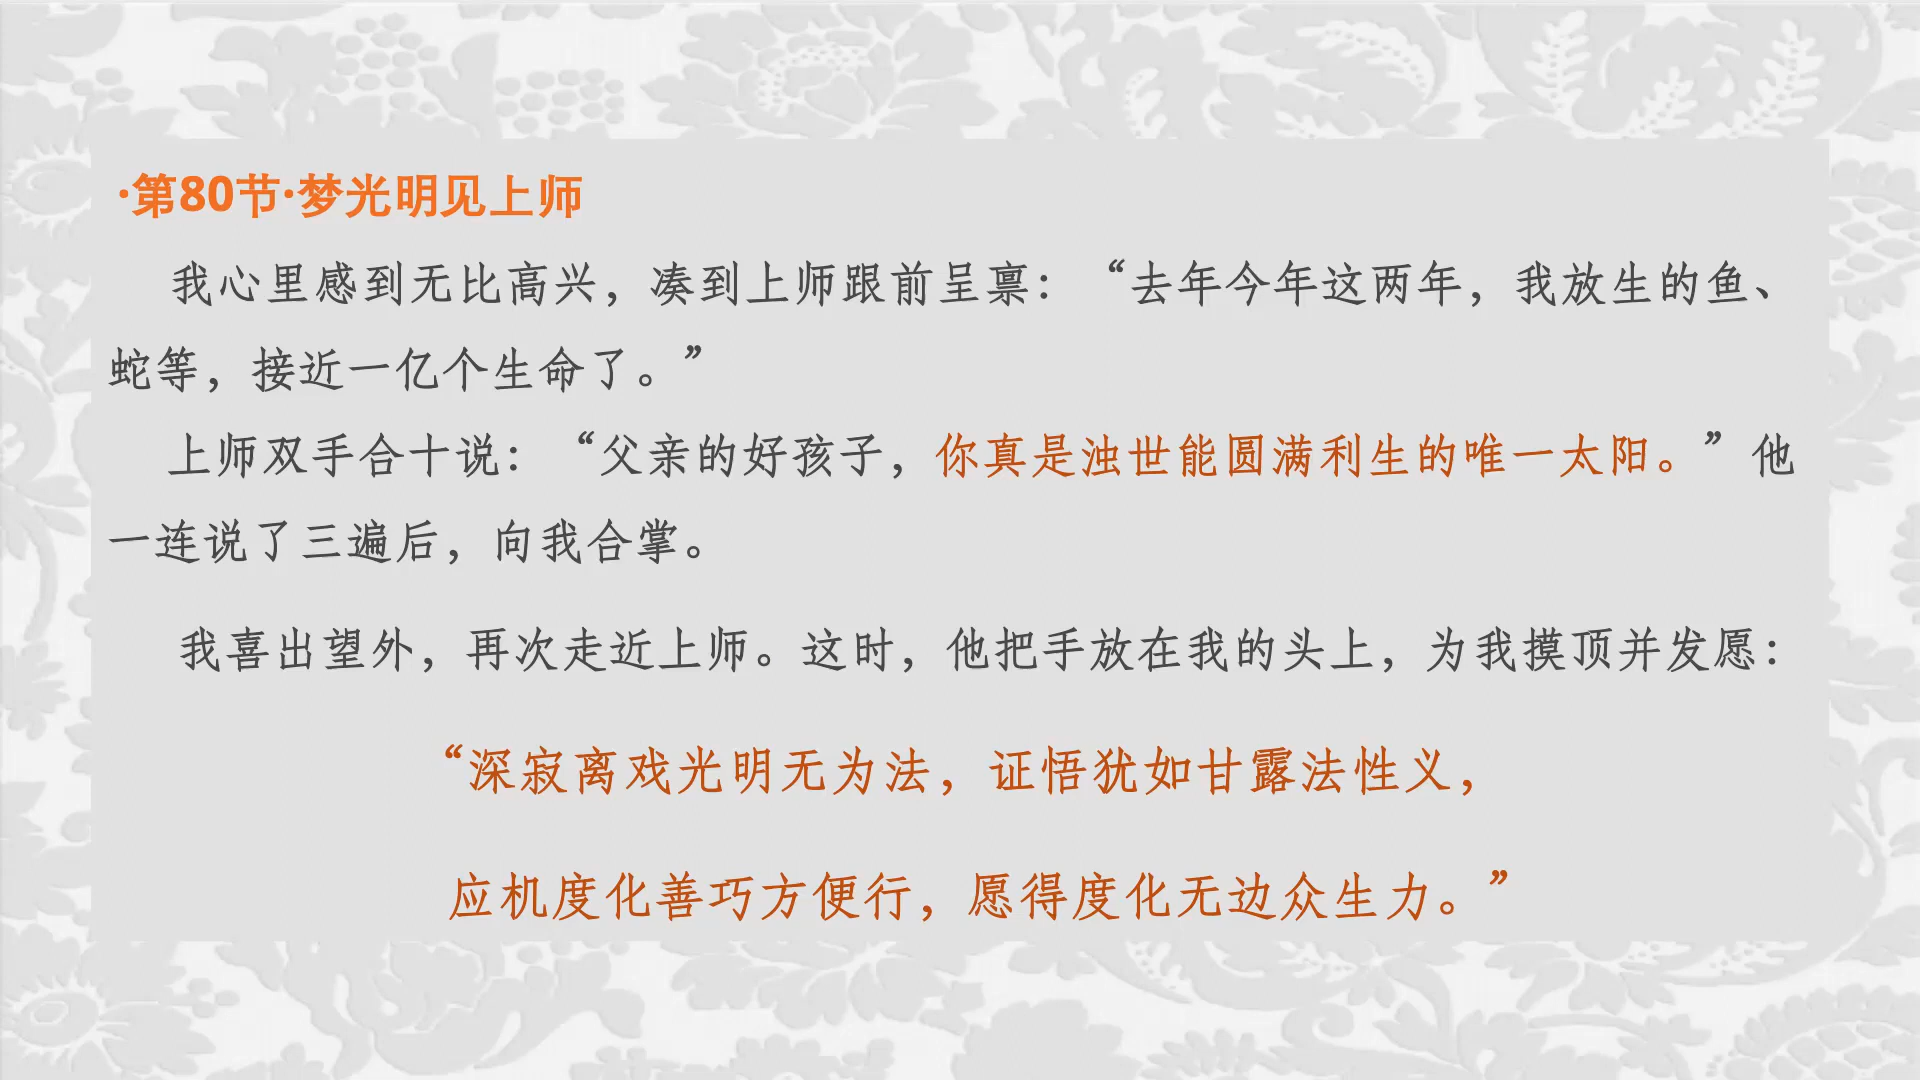 ·第80节·梦光明见上师
我心里感到无比高兴，凑到上师跟前呈禀：“去年今年这两年，我放生的鱼、
蛇等，接近一亿个生命了。”
上师双手合十说：“父亲的好孩子，你真是浊世能圆满利生的唯一太阳。”他
一连说了三遍后，向我合掌。
我喜出望外，再次走近上师。这时，他把手放在我的头上，为我摸顶并发愿：
“深寂离戏光明无为法，证悟犹如甘露法性义，
应机度化善巧方便行，愿得度化无边众生力。”